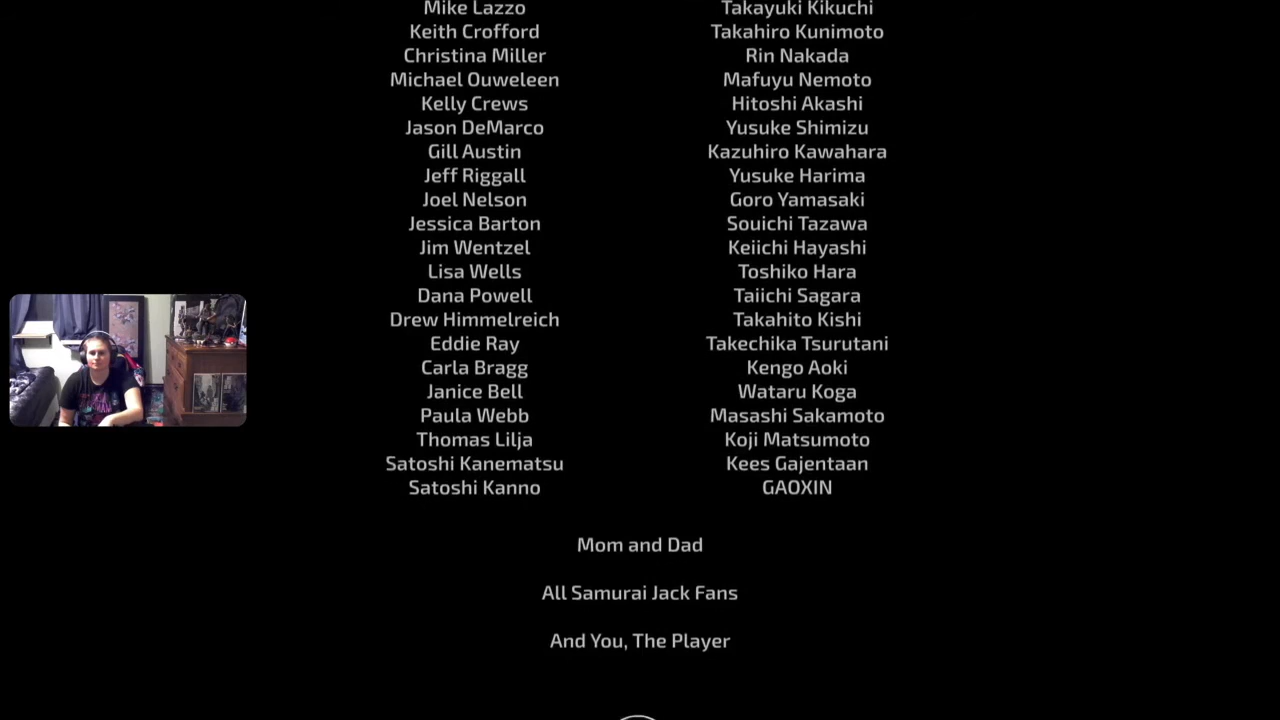 Mike Lazzo
Keith Crofford
Christina Miller
Michael Ouweleen
Kelly Crews
Jason DeMarco
Gill Austin
Jeff Riggall
Joel Nelson
Jessica Barton
Jim Wentzel
Lisa Wells
Dana Powell
Drew Himmelreich
Eddie Ray
Carla Bragg
Janice Bell
Paula Webb
Thomas Lilja
Satoshi Kanematsu
Satoshi Kanno
Takayuki Kikuchi
Takahiro Kunimoto
Rin Nakada
Mafuyu Nemoto
Hitoshi Akashi
Yusuke Shimizu
Kazuhiro Kawahara
Yusuke Harima
Goro Yamasaki
Souichi Tazawa
Keiichi Hayashi
Toshiko Hara
Taiichi Sagara
Takahito Kishi
Takechika Tsurutani
Kengo Aoki
Wataru Koga
Masashi Sakamoto
Koji Matsumoto
Kees Gajentaan
GAOXIN
Mom and Dad
All Samurai Jack Fans
And You, The Player